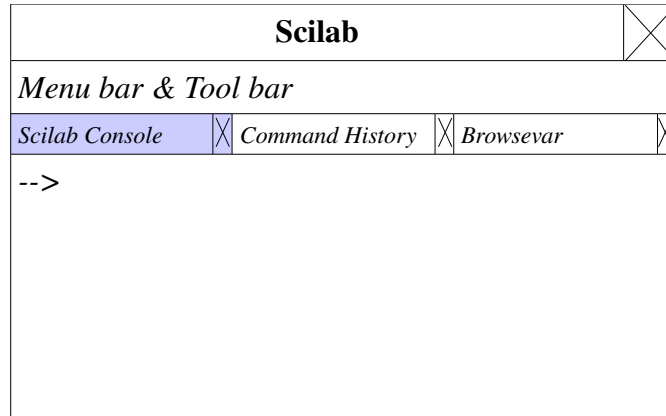 Scilab
Menu bar & Tool bar
Scilab Console Command History Browsevar
-->